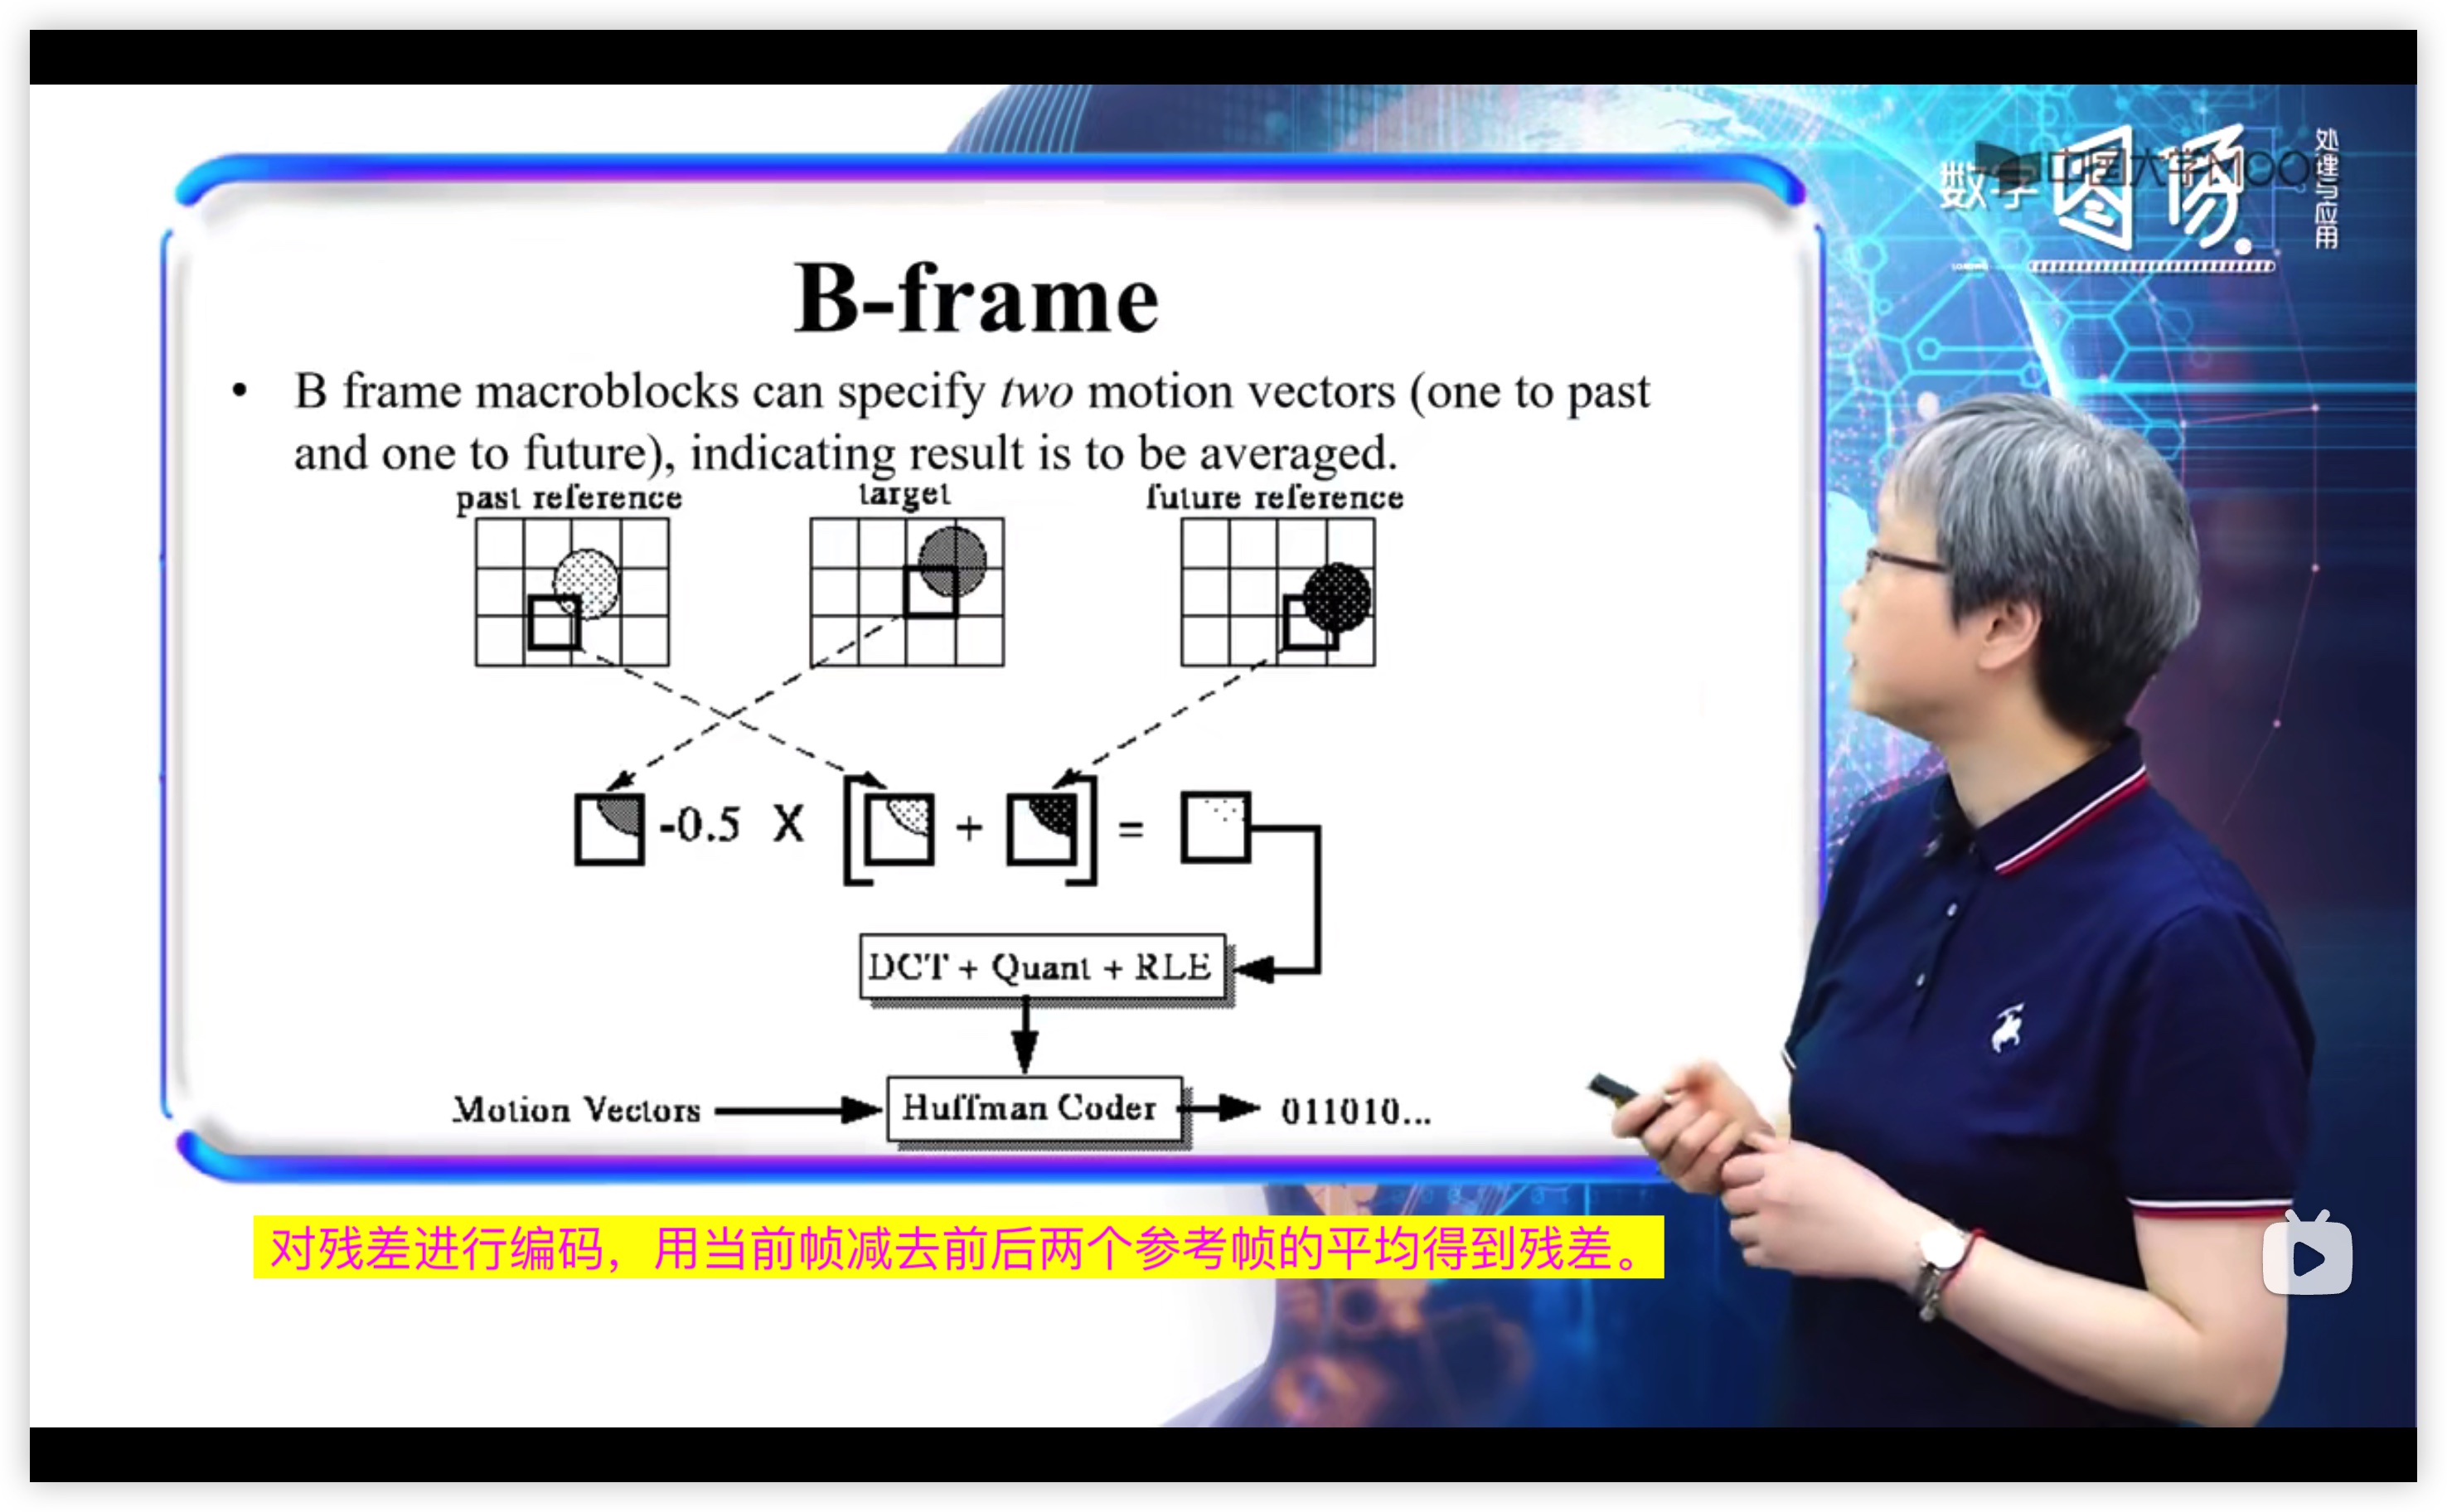 数字图像
处理与应用
中国大学MOO
B-frame
• B frame macroblocks can specify two motion vectors (one to past
and one to future), indicating result is to be averaged.
past reference
target
future reference
-0.5 X [ + ] =
DCT + Quant + RLE
Motion Vectors
Huffman Coder
011010...
对残差进行编码，用当前帧减去前后两个参考帧的平均得到残差。